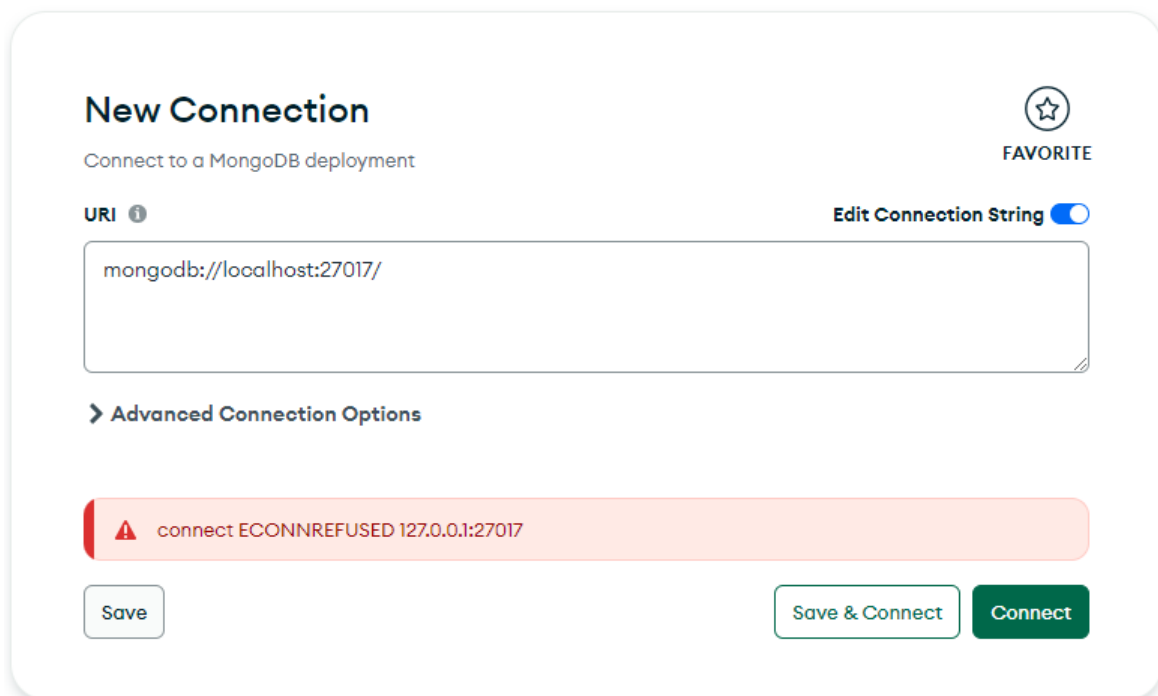 New Connection
FAVORITE
Connect to a MongoDB deployment
URI
Edit Connection String
mongodb://localhost:27017/
Advanced Connection Options
connect ECONNREFUSED 127.0.0.1:27017
Save
Save & Connect
Connect